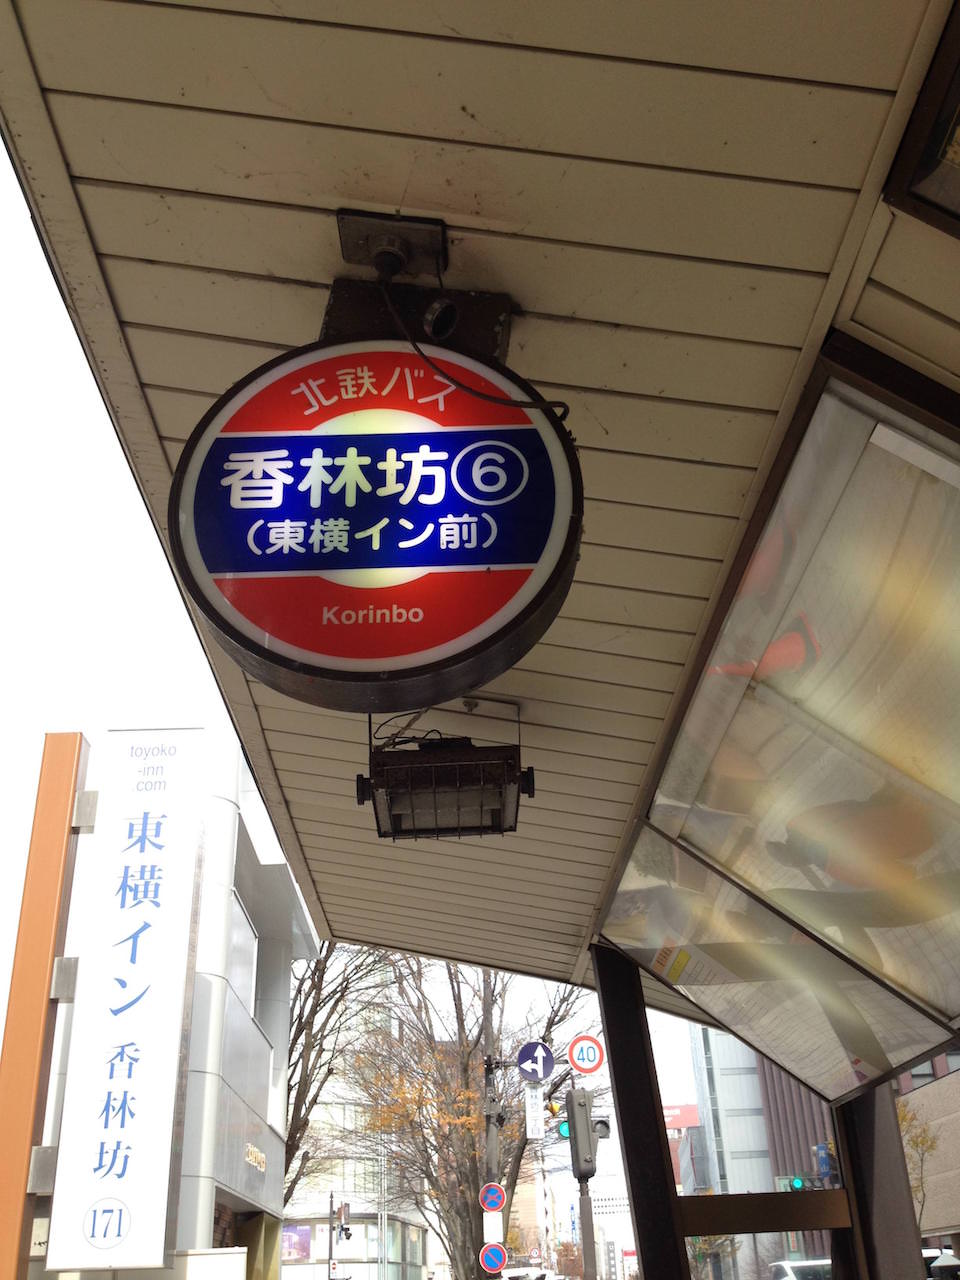 北鉄バス
香林坊⑥
(東横イン前)
Korinbo
toyoko
-inn
.com
東横イン 香林坊
171
40